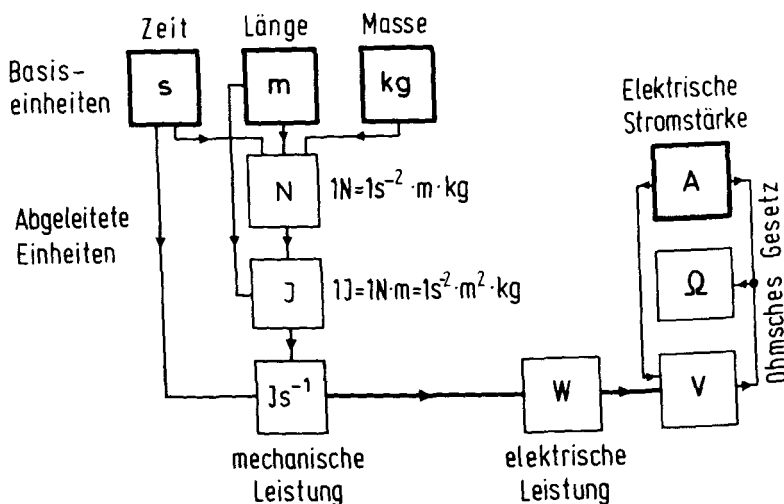 Zeit
Länge
Masse
Basis-
einheiten
s
m
kg
Elektrische
Stromstärke
A
N
1N=1s⁻²·m·kg
Abgeleitete
Einheiten
J
1J=1N·m=1s⁻²·m²·kg
Ω
Ohmsches Gesetz
Js⁻¹
W
V
mechanische
Leistung
elektrische
Leistung